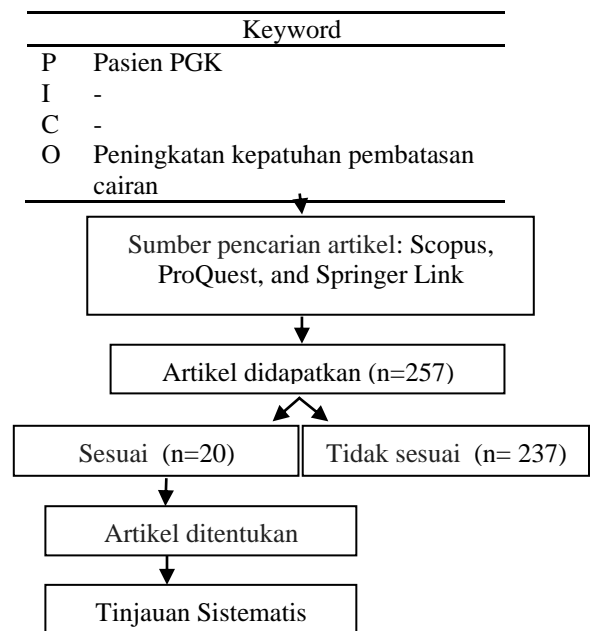 Keyword
P Pasien PGK
I -
C -
O Peningkatan kepatuhan pembatasan
cairan
Sumber pencarian artikel: Scopus,
ProQuest, and Springer Link
Artikel didapatkan (n=257)
Sesuai (n=20)
Tidak sesuai (n= 237)
Artikel ditentukan
Tinjauan Sistematis